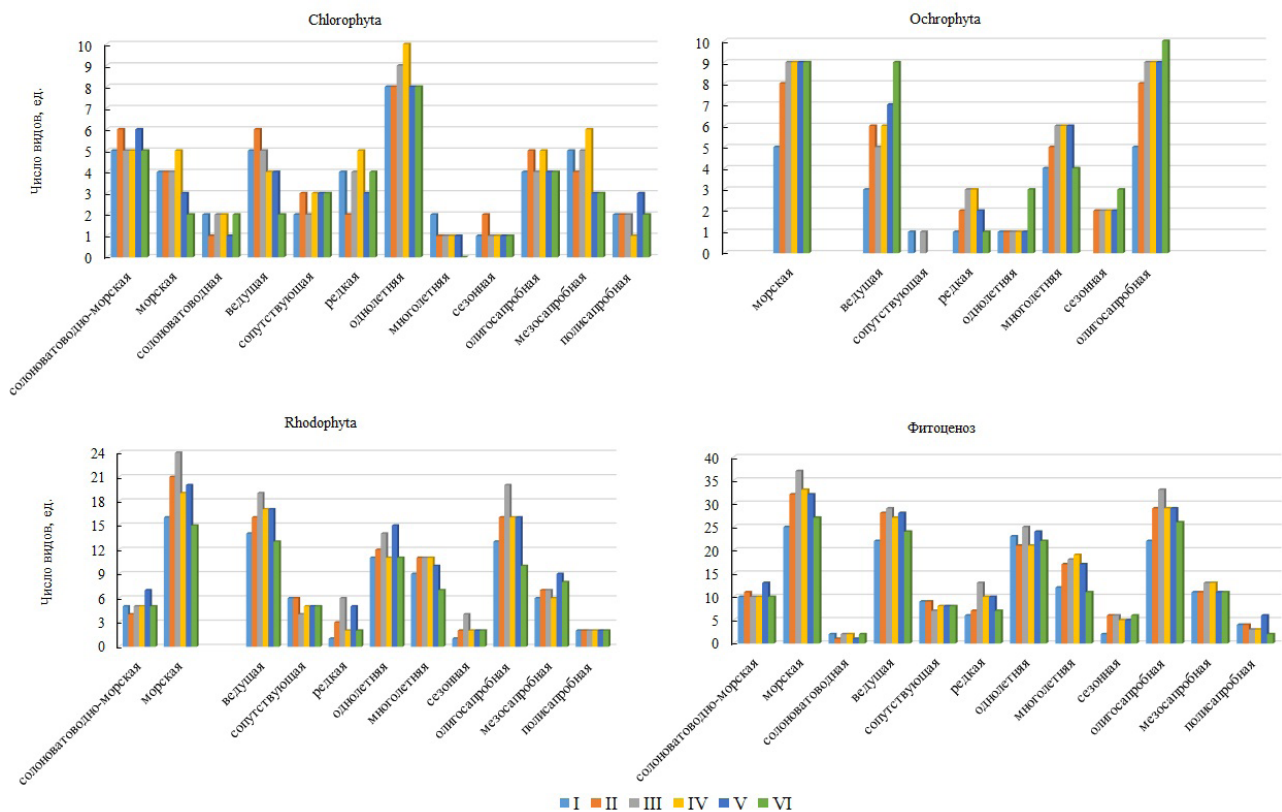 Chlorophyta
Число видов, ед.
10
9
8
7
6
5
4
3
2
1
0
солоноватоводно-морская
морская
солоноватоводная
ведущая
сопутствующая
редкая
однолетняя
многолетняя
сезонная
олигосапробная
мезосапробная
полисапробная
Ochrophyta
10
9
8
7
6
5
4
3
2
1
0
морская
ведущая
сопутствующая
редкая
однолетняя
многолетняя
сезонная
олигосапробная
Rhodophyta
Число видов, ед.
24
21
18
15
12
9
6
3
0
солоноватоводно-морская
морская
ведущая
сопутствующая
редкая
однолетняя
многолетняя
сезонная
олигосапробная
мезосапробная
полисапробная
Фитоценоз
40
35
30
25
20
15
10
5
0
солоноватоводно-морская
морская
солоноватоводная
ведущая
сопутствующая
редкая
однолетняя
многолетняя
сезонная
олигосапробная
мезосапробная
полисапробная
I II III IV V VI